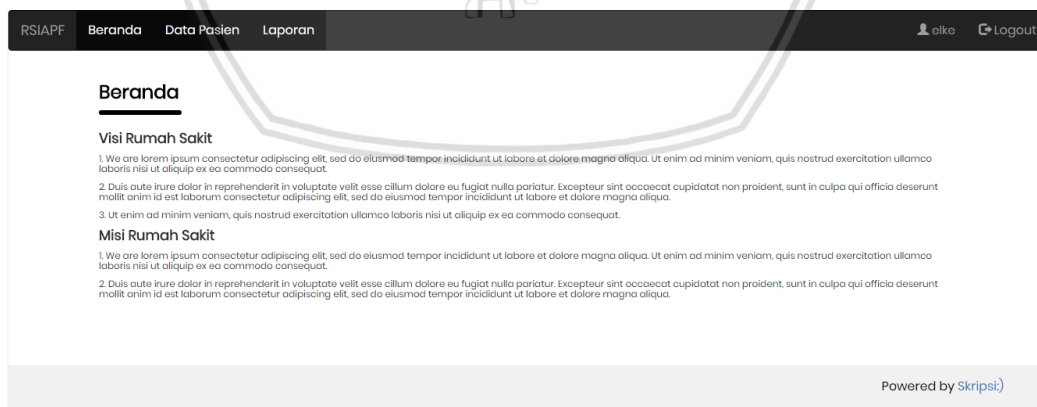 RSIAPF Beranda Data Pasien Laporan elke Logout
Beranda
Visi Rumah Sakit
1. We are lorem ipsum consectetur adipiscing elit, sed do eiusmod tempor incididunt ut labore et dolore magna aliqua. Ut enim ad minim veniam, quis nostrud exercitation ullamco
laboris nisi ut aliquip ex ea commodo consequat.
2. Duis aute irure dolor in reprehenderit in voluptate velit esse cillum dolore eu fugiat nulla pariatur. Excepteur sint occaecat cupidatat non proident, sunt in culpa qui officia deserunt
mollit anim id est laborum consectetur adipiscing elit, sed do eiusmod tempor incididunt ut labore et dolore magna aliqua.
3. Ut enim ad minim veniam, quis nostrud exercitation ullamco laboris nisi ut aliquip ex ea commodo consequat.
Misi Rumah Sakit
1. We are lorem ipsum consectetur adipiscing elit, sed do eiusmod tempor incididunt ut labore et dolore magna aliqua. Ut enim ad minim veniam, quis nostrud exercitation ullamco
laboris nisi ut aliquip ex ea commodo consequat.
2. Duis aute irure dolor in reprehenderit in voluptate velit esse cillum dolore eu fugiat nulla pariatur. Excepteur sint occaecat cupidatat non proident, sunt in culpa qui officia deserunt
mollit anim id est laborum consectetur adipiscing elit, sed do eiusmod tempor incididunt ut labore et dolore magna aliqua.
Powered by Skripsi:)